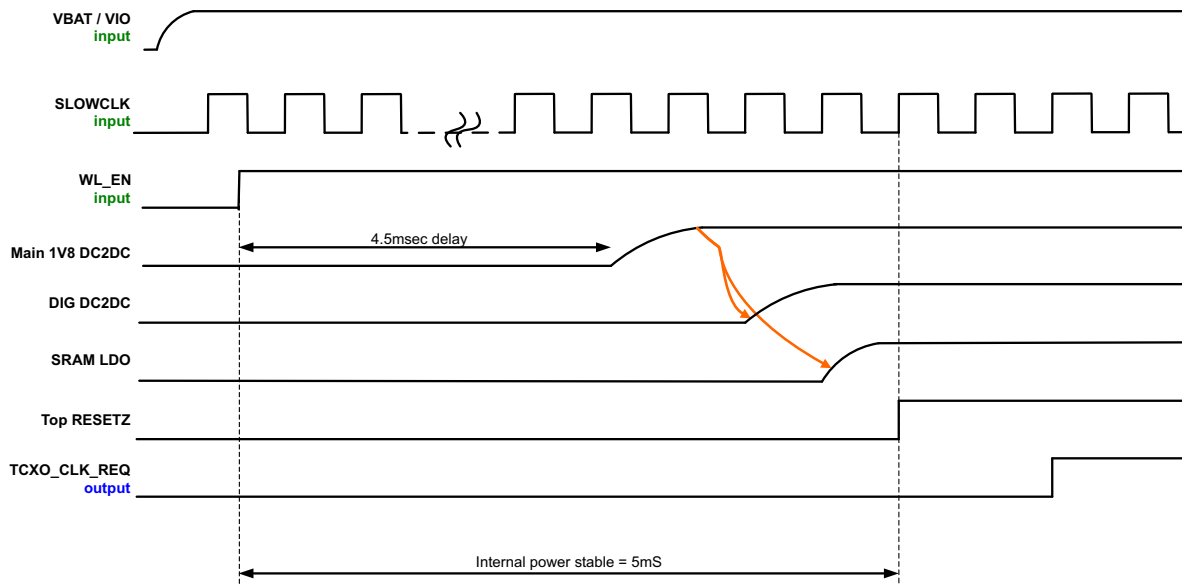 VBAT / VIO
input
SLOWCLK
input
WL_EN
input
4.5msec delay
Main 1V8 DC2DC
DIG DC2DC
SRAM LDO
Top RESETZ
TCXO_CLK_REQ
output
Internal power stable = 5mS